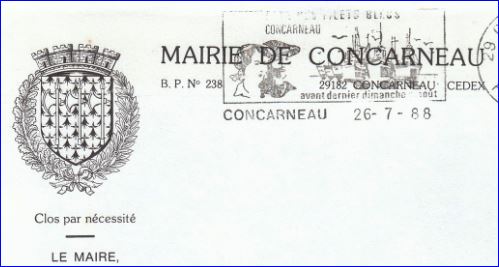 FILETS BLEUS
CONCARNEAU
MAIRIE DE CONCARNEAU
B. P. N° 238 29182 CONCARNEAU CEDEX
avant dernier dimanche août
CONCARNEAU 26-7-88
29
Clos par nécessité
LE MAIRE,